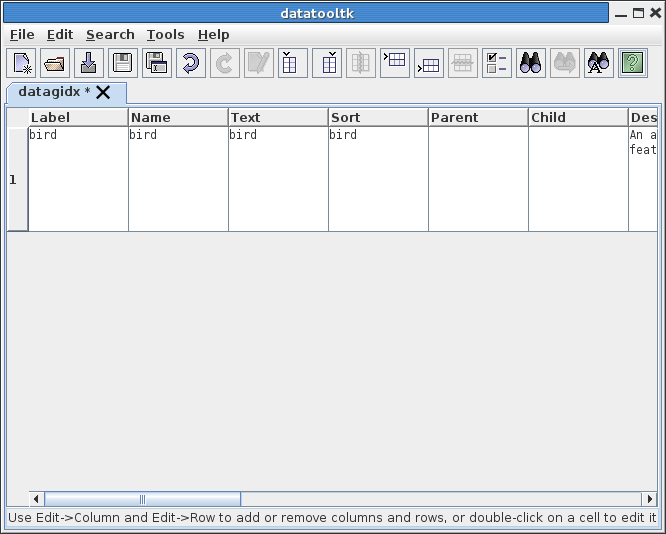 datatooltk
File Edit Search Tools Help
datagidx *
Label Name Text Sort Parent Child Des
1 bird bird bird bird An a
feat
Use Edit->Column and Edit->Row to add or remove columns and rows, or double-click on a cell to edit it